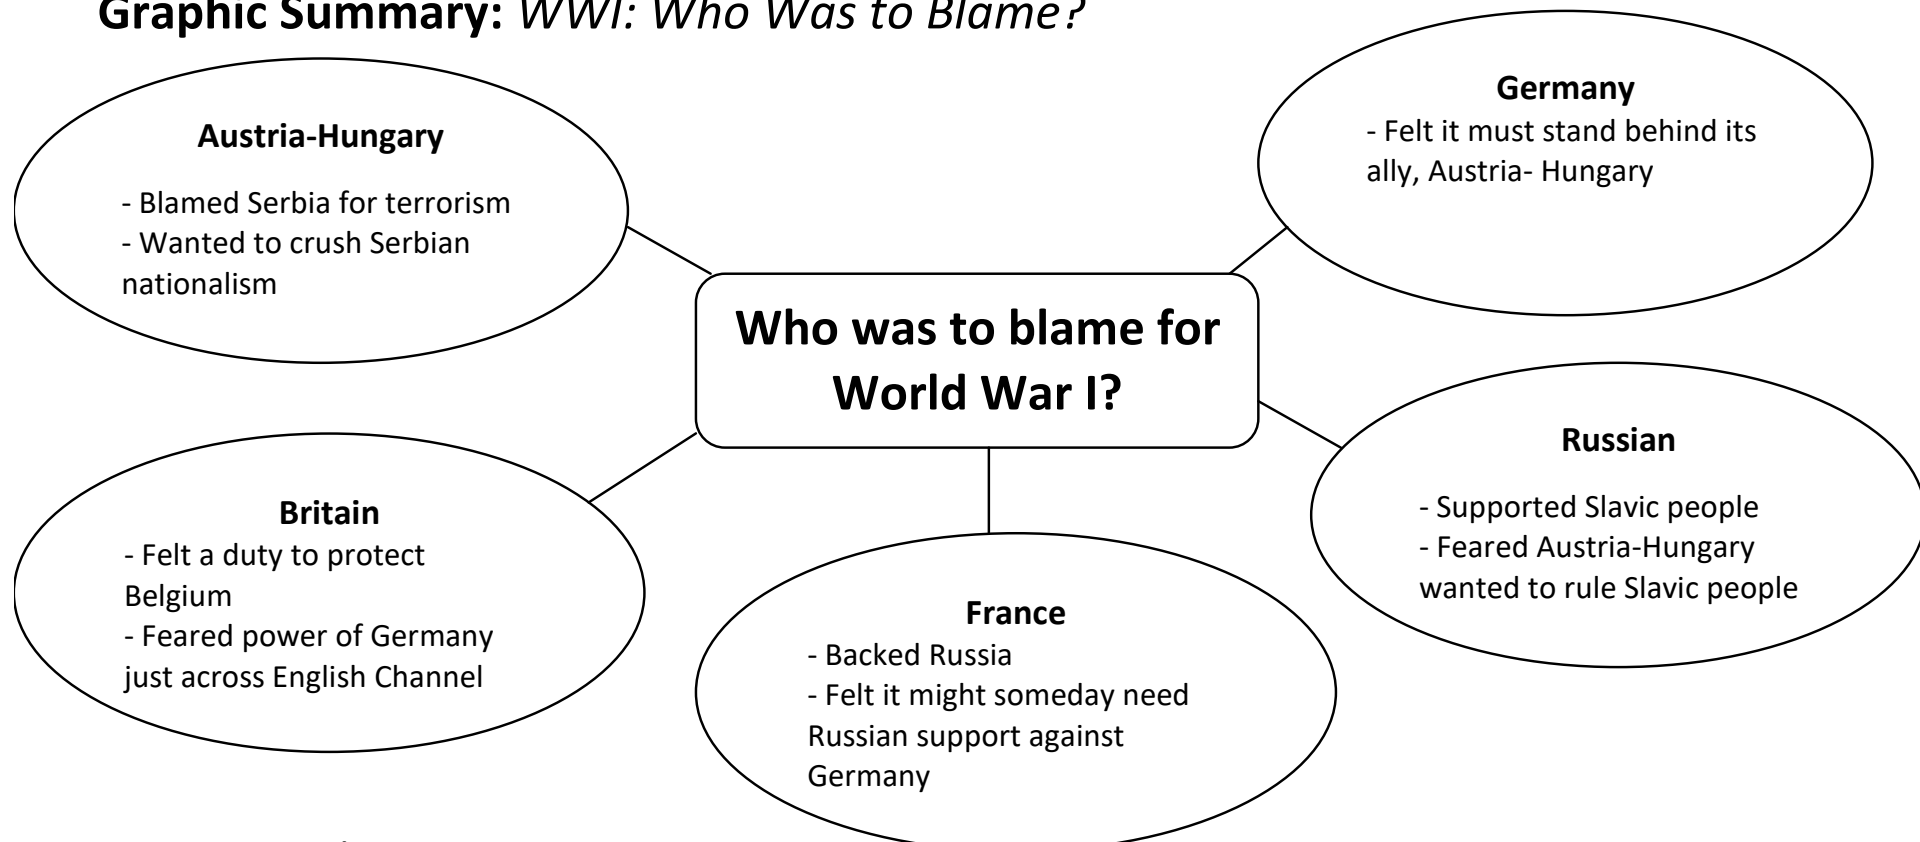 Graphic Summary: WWI: Who Was to Blame?
Austria-Hungary
- Blamed Serbia for terrorism
- Wanted to crush Serbian
nationalism
Germany
- Felt it must stand behind its
ally, Austria- Hungary
Who was to blame for
World War I?
Russian
- Supported Slavic people
- Feared Austria-Hungary
wanted to rule Slavic people
Britain
- Felt a duty to protect
Belgium
- Feared power of Germany
just across English Channel
France
- Backed Russia
- Felt it might someday need
Russian support against
Germany